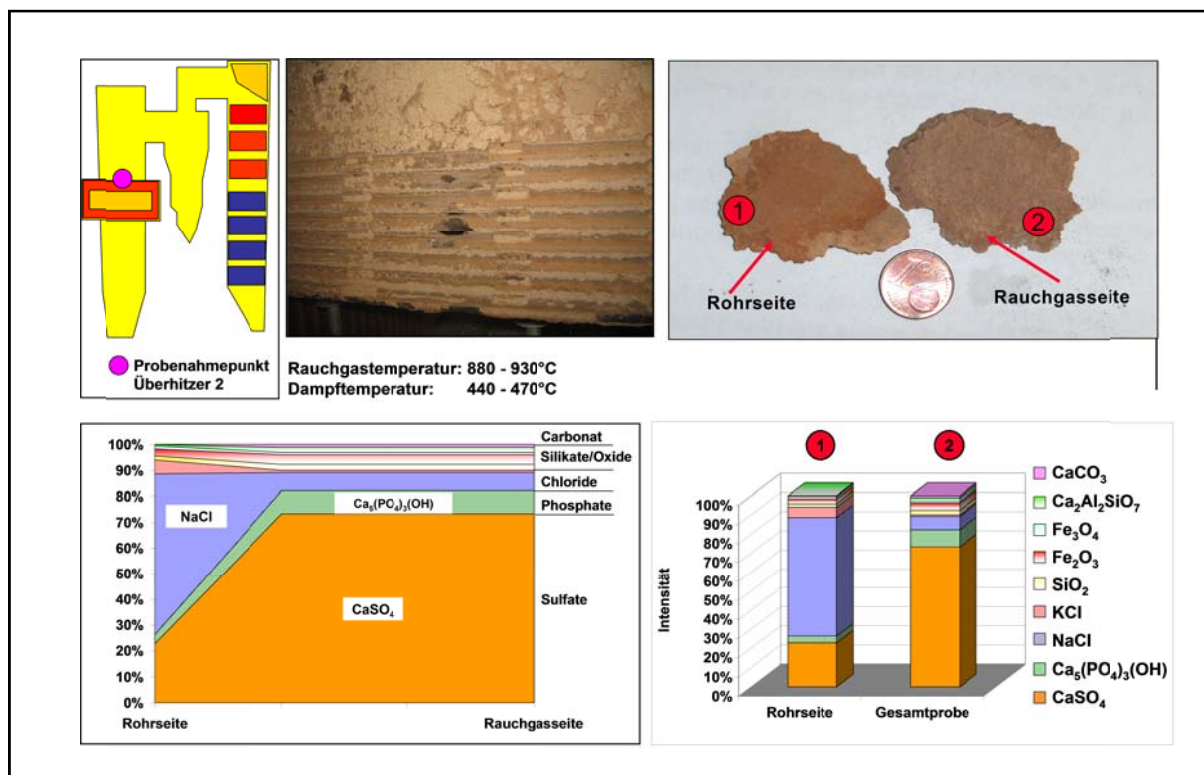 Probenahmepunkt
Überhitzer 2
Rauchgastemperatur: 880 - 930°C
Dampftemperatur: 440 - 470°C
1
2
Rohrseite
Rauchgasseite
100%
90%
80%
70%
60%
50%
40%
30%
20%
10%
0%
NaCl
Ca₅(PO₄)₃(OH)
CaSO₄
Carbonat
Silikate/Oxide
Chloride
Phosphate
Sulfate
Rohrseite
Rauchgasseite
1
2
Intensität
100%
90%
80%
70%
60%
50%
40%
30%
20%
10%
0%
Rohrseite
Gesamtprobe
CaCO₃
Ca₂Al₂SiO₇
Fe₃O₄
Fe₂O₃
SiO₂
KCl
NaCl
Ca₅(PO₄)₃(OH)
CaSO₄